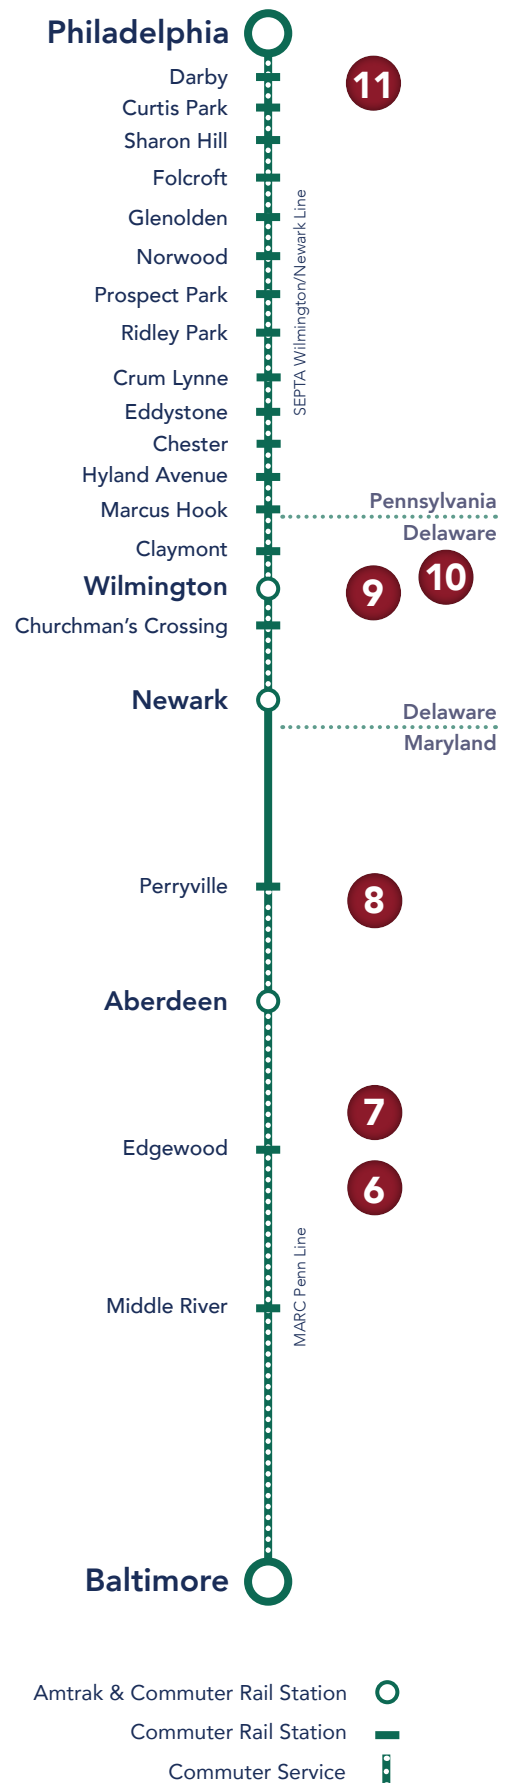 Philadelphia
Darby
11
Curtis Park
Sharon Hill
Folcroft
Glenolden
Norwood
Prospect Park
Ridley Park
SEPTA Wilmington/Newark Line
Crum Lynne
Eddystone
Chester
Hyland Avenue
Marcus Hook
Pennsylvania
Delaware
Claymont
Wilmington
9
10
Churchman's Crossing
Newark
Delaware
Maryland
Perryville
8
Aberdeen
7
Edgewood
6
MARC Penn Line
Middle River
Baltimore
Amtrak & Commuter Rail Station
Commuter Rail Station
Commuter Service